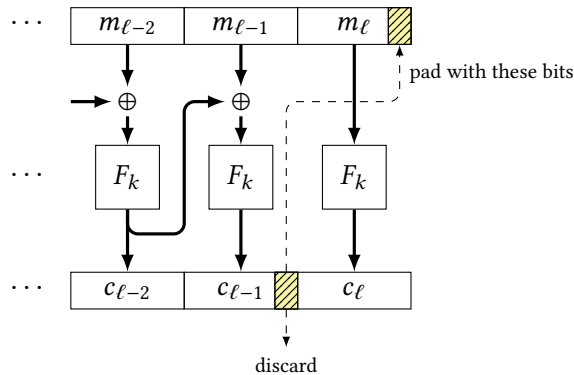 ⋯ m_{ℓ−2} m_{ℓ−1} m_ℓ
pad with these bits
⊕ ⊕
⋯ F_k F_k F_k
⋯ c_{ℓ−2} c_{ℓ−1} c_ℓ
discard